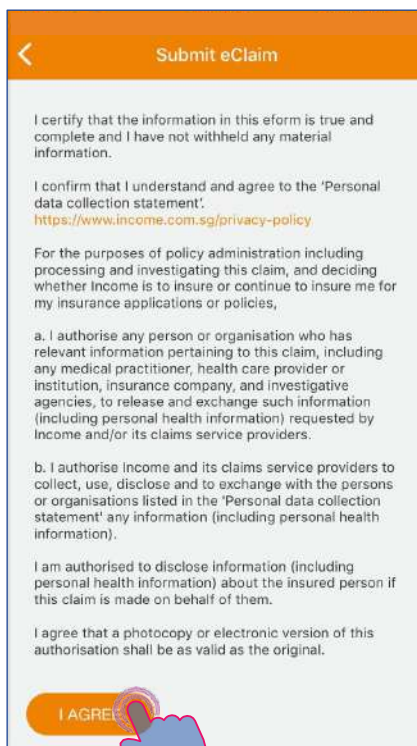 Submit eClaim
I certify that the information in this eform is true and
complete and I have not withheld any material
information.
I confirm that I understand and agree to the 'Personal
data collection statement'.
https://www.income.com.sg/privacy-policy
For the purposes of policy administration including
processing and investigating this claim, and deciding
whether Income is to insure or continue to insure me for
my insurance applications or policies,
a. I authorise any person or organisation who has
relevant information pertaining to this claim, including
any medical practitioner, health care provider or
institution, insurance company, and investigative
agencies, to release and exchange such information
(including personal health information) requested by
Income and/or its claims service providers.
b. I authorise Income and its claims service providers to
collect, use, disclose and to exchange with the persons
or organisations listed in the 'Personal data collection
statement' any information (including personal health
information).
I am authorised to disclose information (including
personal health information) about the insured person if
this claim is made on behalf of them.
I agree that a photocopy or electronic version of this
authorisation shall be as valid as the original.
I AGREE